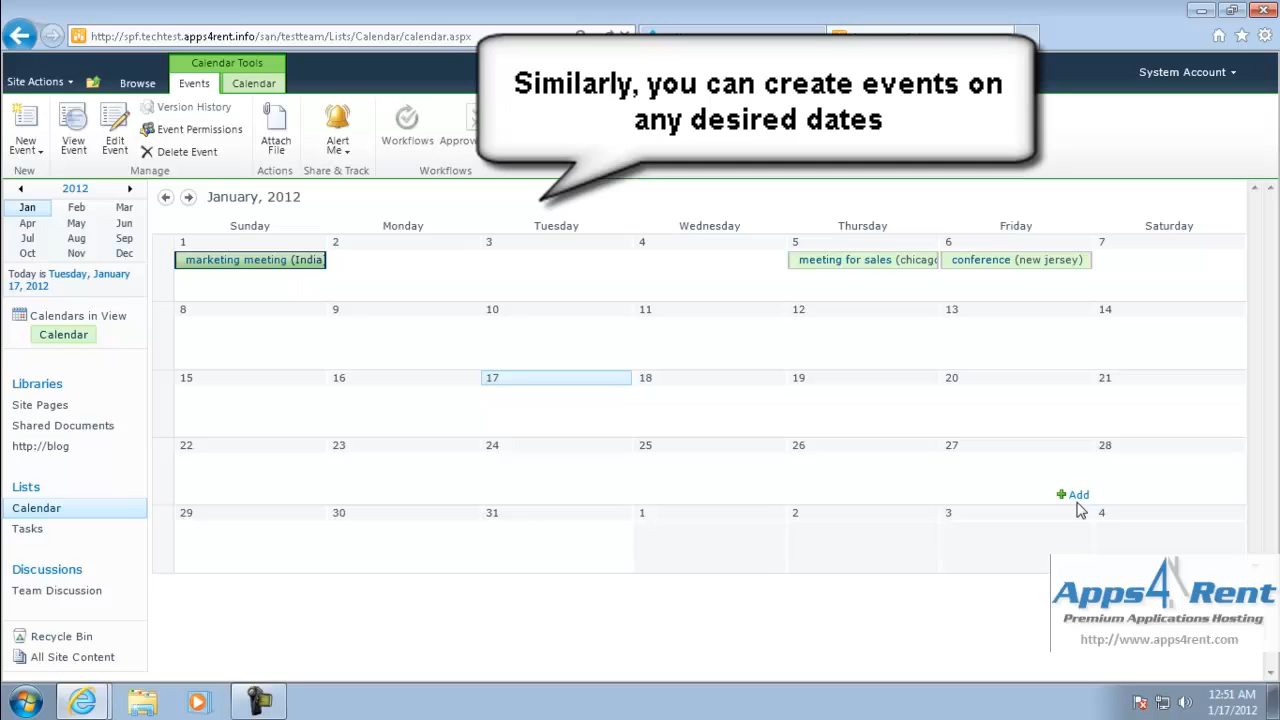 http://spf.techtest.apps4rent.info/san/testteam/Lists/Calendar/calendar.aspx
Similarly, you can create events on
any desired dates
Calendar Tools
Site Actions
Browse
Events
Calendar
System Account
New
Event
View
Event
Edit
Event
Version History
Event Permissions
Delete Event
Attach
File
Alert
Me
Workflows
New
Manage
Actions
Share & Track
Workflows
2012
Jan Feb Mar
Apr May Jun
Jul Aug Sep
Oct Nov Dec
Today is Tuesday, January
17, 2012
Calendars in View
Calendar
Libraries
Site Pages
Shared Documents
http://blog
Lists
Calendar
Tasks
Discussions
Team Discussion
Recycle Bin
All Site Content
January, 2012
Sunday Monday Tuesday Wednesday Thursday Friday Saturday
1 2 3 4 5 6 7
marketing meeting (India) meeting for sales (chicago conference (new jersey)
8 9 10 11 12 13 14
15 16 17 18 19 20 21
22 23 24 25 26 27 28
Add
29 30 31 1 2 3 4
Apps4Rent
Premium Applications Hosting
http://www.apps4rent.com
12:51 AM
1/17/2012